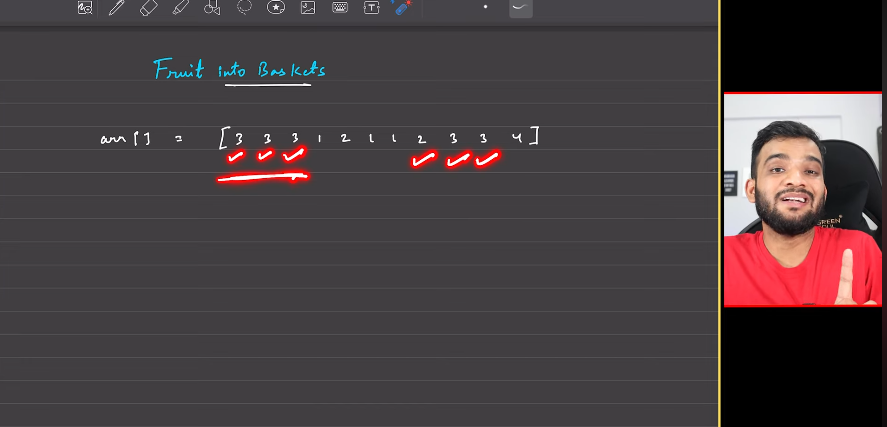 Fruit into Baskets
arr [ ] = [ 3 3 3 1 2 1 1 2 3 3 4 ]